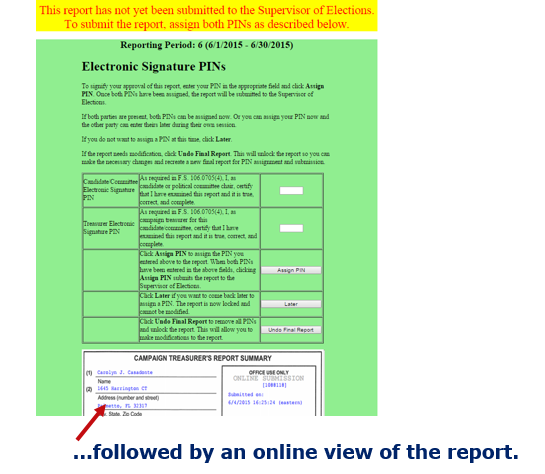 This report has not yet been submitted to the Supervisor of Elections.
To submit the report, assign both PINs as described below.
Reporting Period: 6 (6/1/2015 - 6/30/2015)
Electronic Signature PINs
To signify your approval of this report, enter your PIN in the appropriate field and click Assign
PIN. Once both PINs have been assigned, the report will be submitted to the Supervisor of
Elections.
If both parties are present, both PINs can be assigned now. Or you can assign your PIN now and
the other party can enter theirs later during their own session.
If you do not want to assign a PIN at this time, click Later.
If the report needs modification, click Undo Final Report. This will unlock the report so you can
make the necessary changes and recreate a new final report for PIN assignment and submission.
Candidate/Committee
Electronic Signature
PIN
As required in F.S. 106.0705(4), I, as
candidate or political committee chair, certify
that I have examined this report and it is true,
correct, and complete.
Treasurer Electronic
Signature PIN
As required in F.S. 106.0705(4), I, as
campaign treasurer for this
candidate/committee, certify that I have
examined this report and it is true, correct, and
complete.
Click Assign PIN to assign the PIN you
entered above to the report. When both PINs
have been entered in the above fields, clicking
Assign PIN submits the report to the
Supervisor of Elections.
Assign PIN
Click Later if you want to come back later to
assign a PIN. The report is now locked and
cannot be modified.
Later
Click Undo Final Report to remove all PINs
and unlock the report. This will allow you to
make modifications to the report.
Undo Final Report
CAMPAIGN TREASURER'S REPORT SUMMARY
(1) Carolyn J. Casadonte
Name
(2) 1645 Harrington CT
Address (number and street)
FL 32317
State, Zip Code
OFFICE USE ONLY
ONLINE SUBMISSION
Submitted on:
6/4/2015 16:25:24 (eastern)
...followed by an online view of the report.